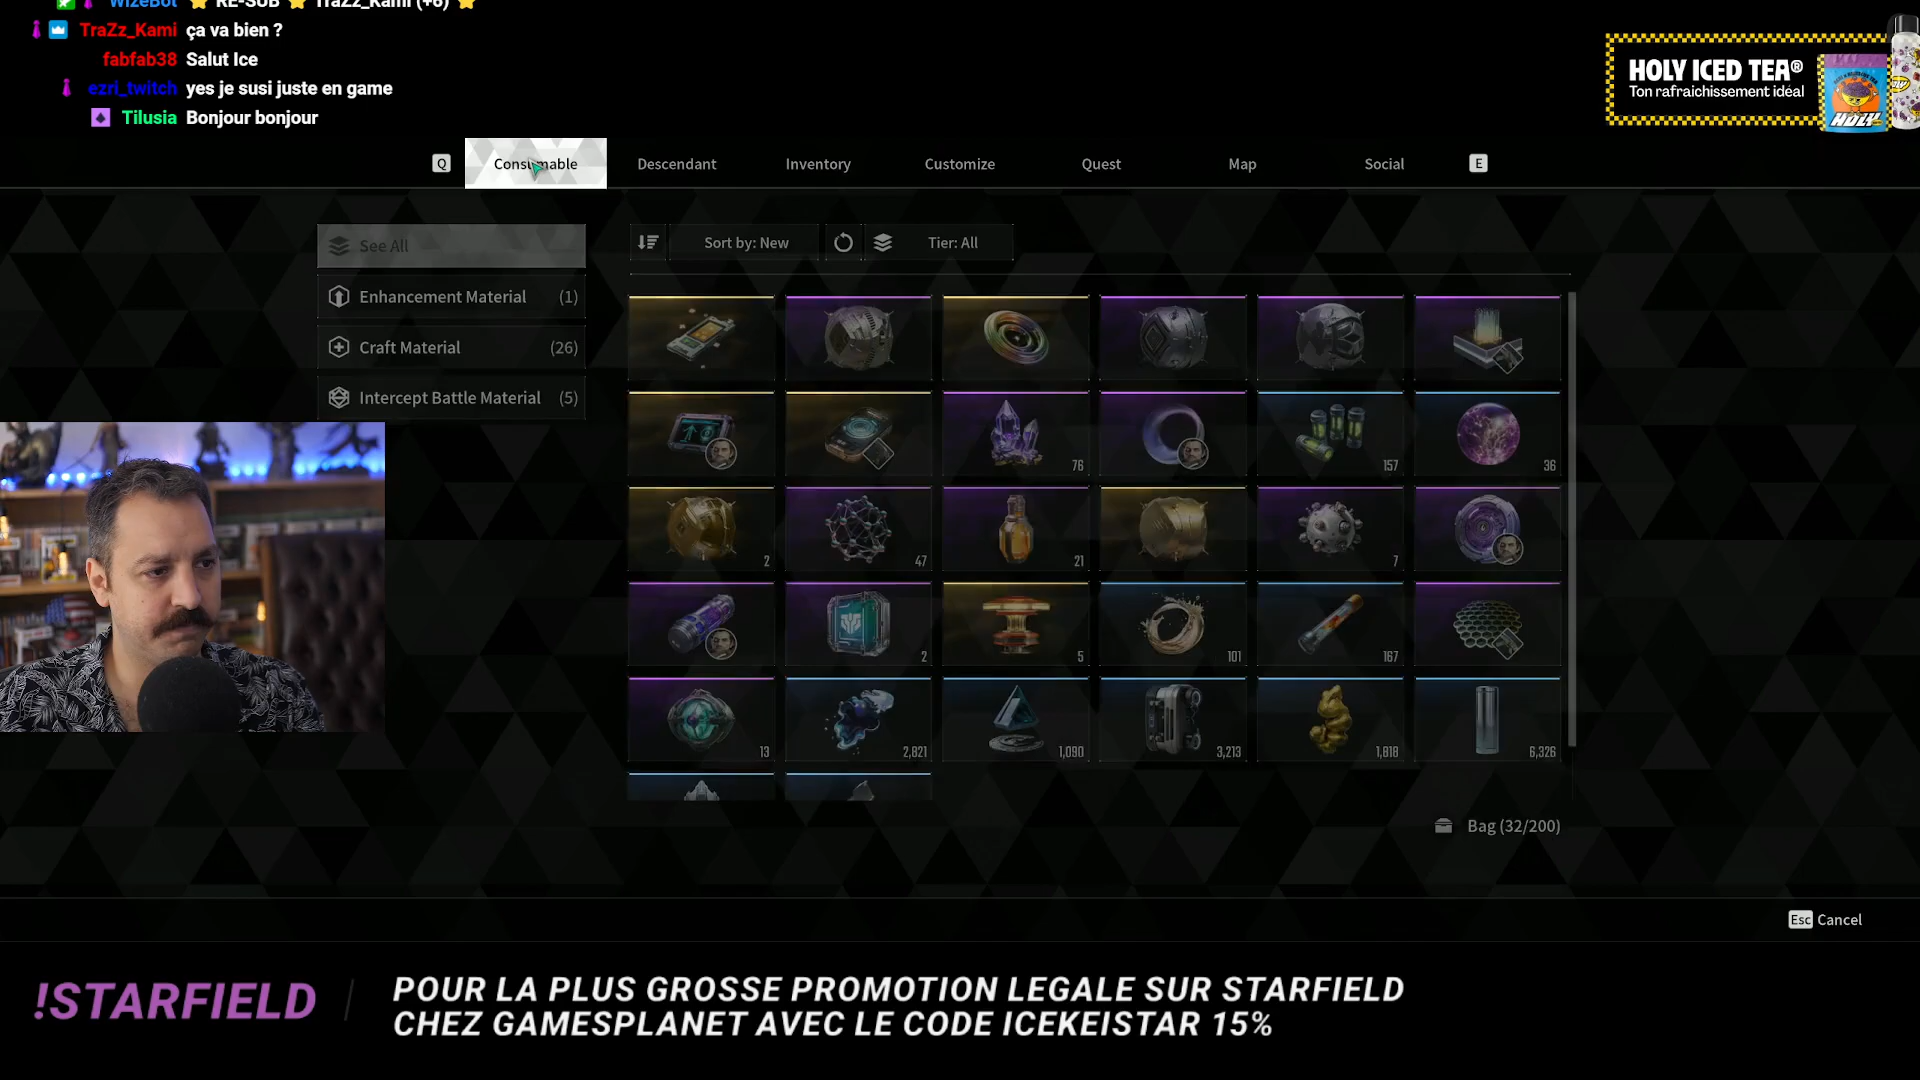 WizeBot RE-SUB TraZz_Kami (+6)
TraZz_Kami ça va bien ?
fabfab38 Salut Ice
ezri_twitch yes je susi juste en game
Tilusia Bonjour bonjour
HOLY ICED TEA®
Ton rafraichissement idéal
HOLY
Q Consumable Descendant Inventory Customize Quest Map Social E
See All
Sort by: New
Tier: All
Enhancement Material (1)
Craft Material (26)
Intercept Battle Material (5)
76 157 36
2 47 21 7
2 5 101 167
13 2,821 1,090 3,213 1,818 6,326
Bag (32/200)
Esc Cancel
!STARFIELD
POUR LA PLUS GROSSE PROMOTION LEGALE SUR STARFIELD
CHEZ GAMESPLANET AVEC LE CODE ICEKEISTAR 15%